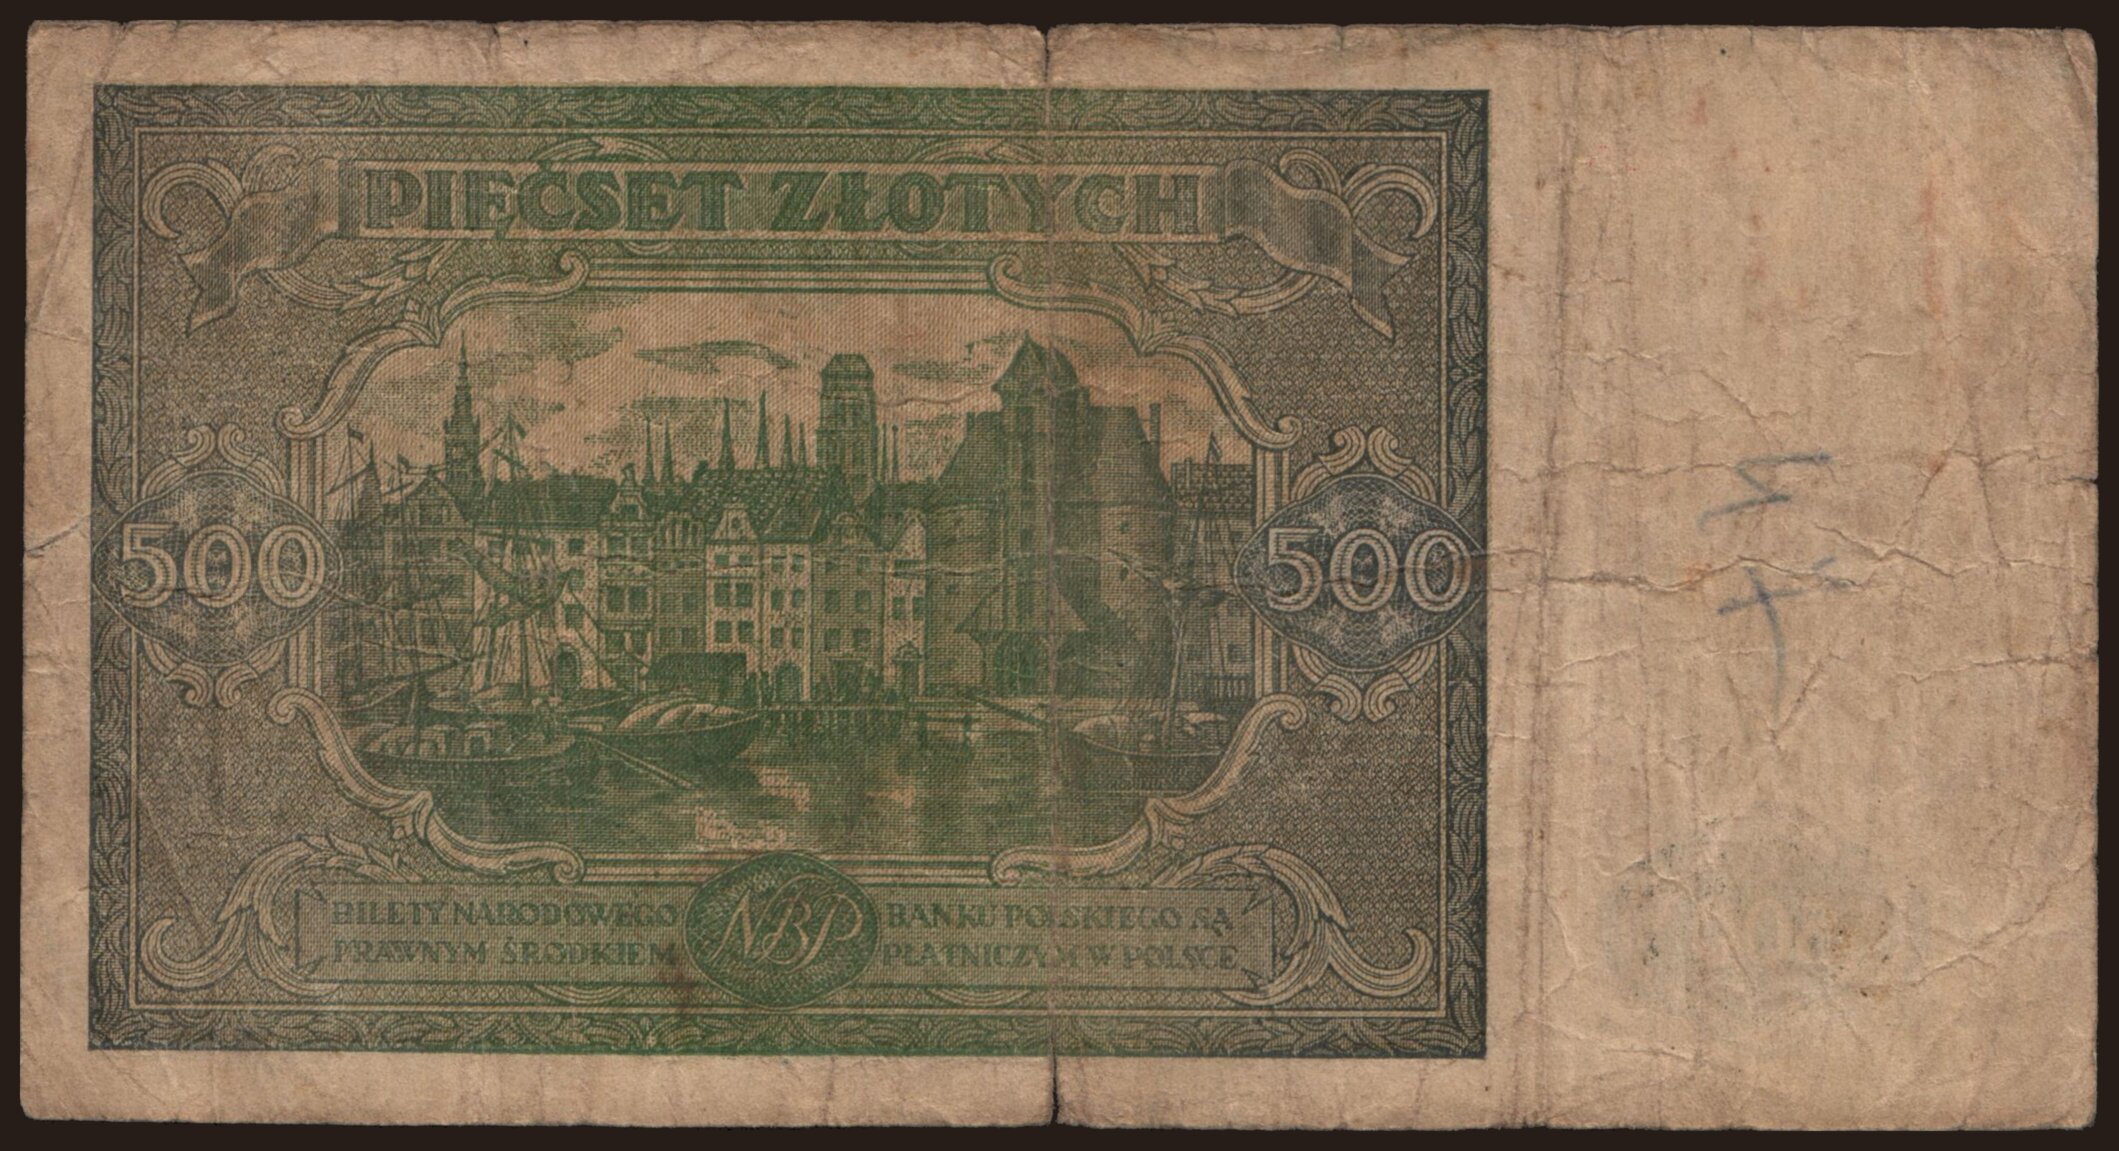 PIĘĆSET ZŁOTYCH
500
500
BILETY NARODOWEGO BANKU POLSKIEGO SĄ
PRAWNYM ŚRODKIEM PŁATNICZYM W POLSCE
NBP